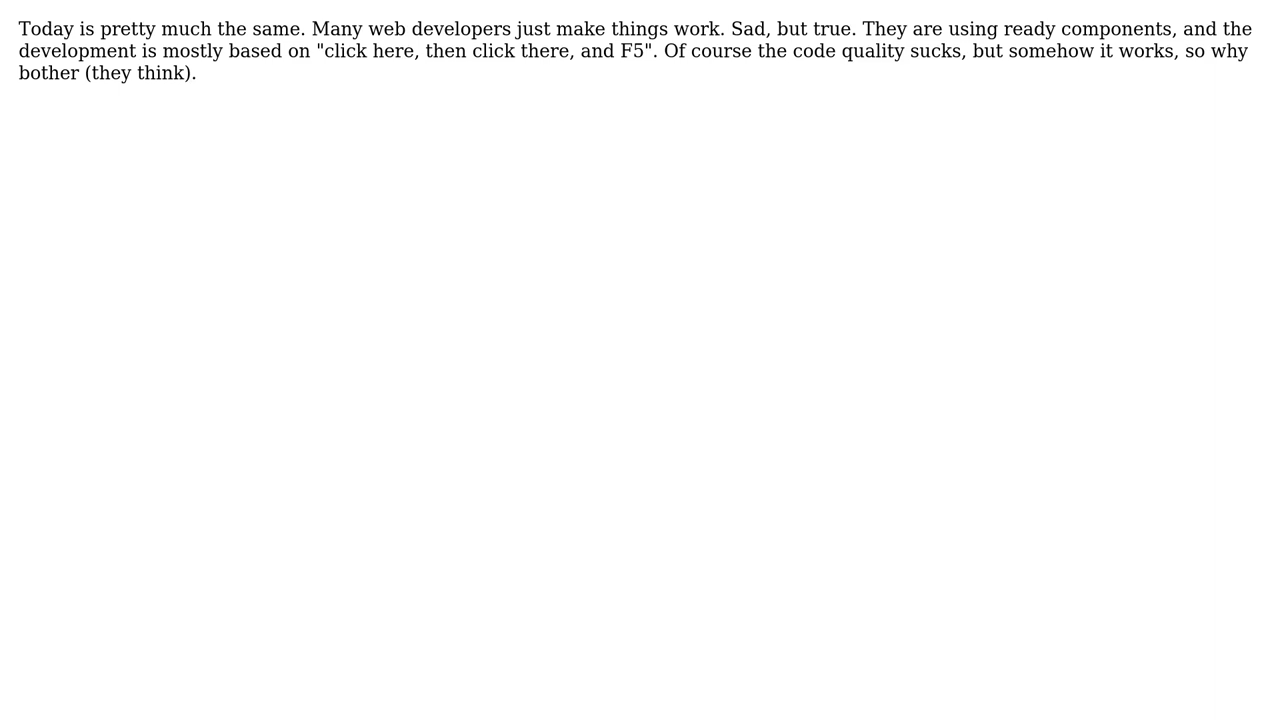 Today is pretty much the same. Many web developers just make things work. Sad, but true. They are using ready components, and the
development is mostly based on "click here, then click there, and F5". Of course the code quality sucks, but somehow it works, so why
bother (they think).